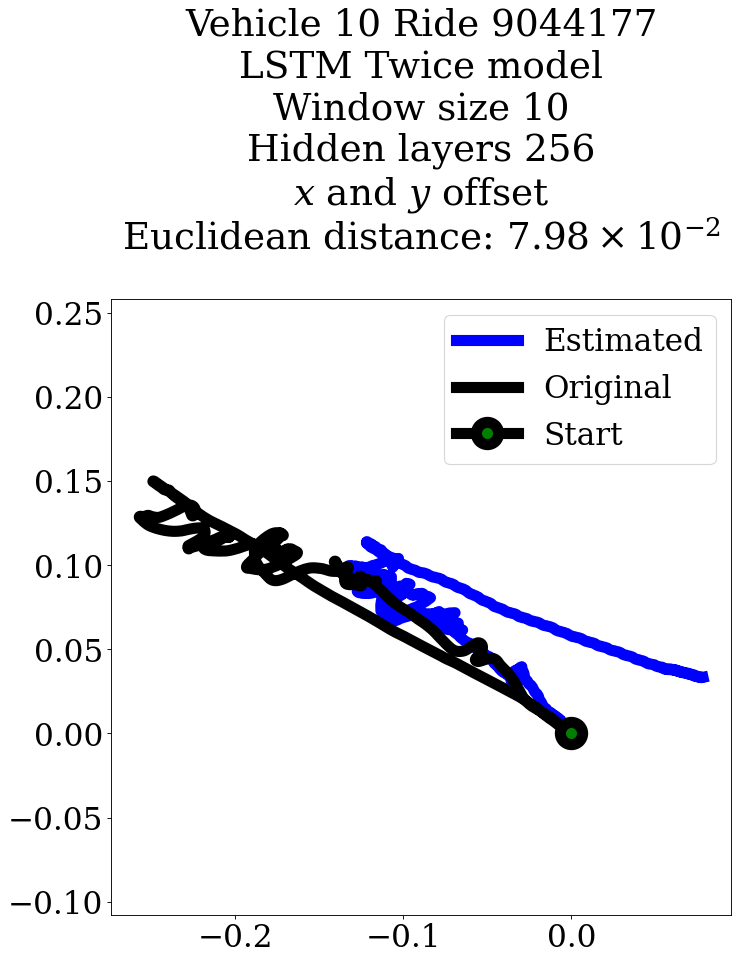 Vehicle 10 Ride 9044177
LSTM Twice model
Window size 10
Hidden layers 256
x and y offset
Euclidean distance: 7.98 × 10⁻²
Estimated
Original
Start
0.25
0.20
0.15
0.10
0.05
0.00
−0.05
−0.10
−0.2
−0.1
0.0